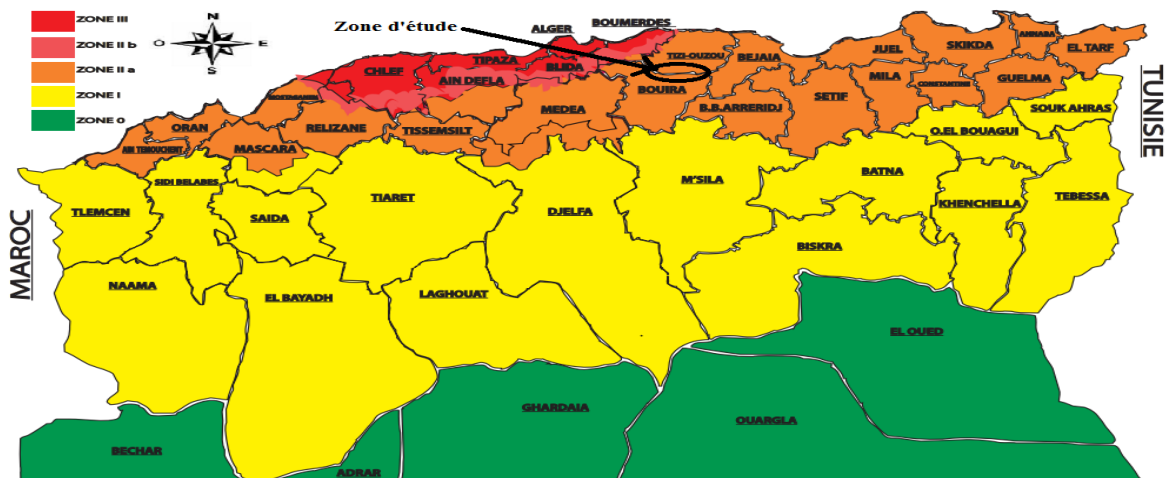 ZONE III
ZONE II b
ZONE II a
ZONE I
ZONE 0
N
O
E
S
Zone d'étude
ALGER
BOUMERDES
TIPAZA
BLIDA
CHLEF
AIN DEFLA
TIZI-OUZOU
BEJAIA
JIJEL
SKIKDA
ANNABA
EL TARF
BOUIRA
MILA
CONSTANTINE
GUELMA
SETIF
B.B.ARRERIDJ
MEDEA
MOSTAGANEM
RELIZANE
TISSEMSILT
ORAN
AIN TEMOUCHENT
MASCARA
SOUK AHRAS
O.EL BOUAGUI
TUNISIE
SIDI BELABES
TLEMCEN
SAIDA
TIARET
DJELFA
M'SILA
BATNA
KHENCHELLA
TEBESSA
BISKRA
MAROC
NAAMA
EL BAYADH
LAGHOUAT
EL OUED
GHARDAIA
OUARGLA
BECHAR
ADRAR